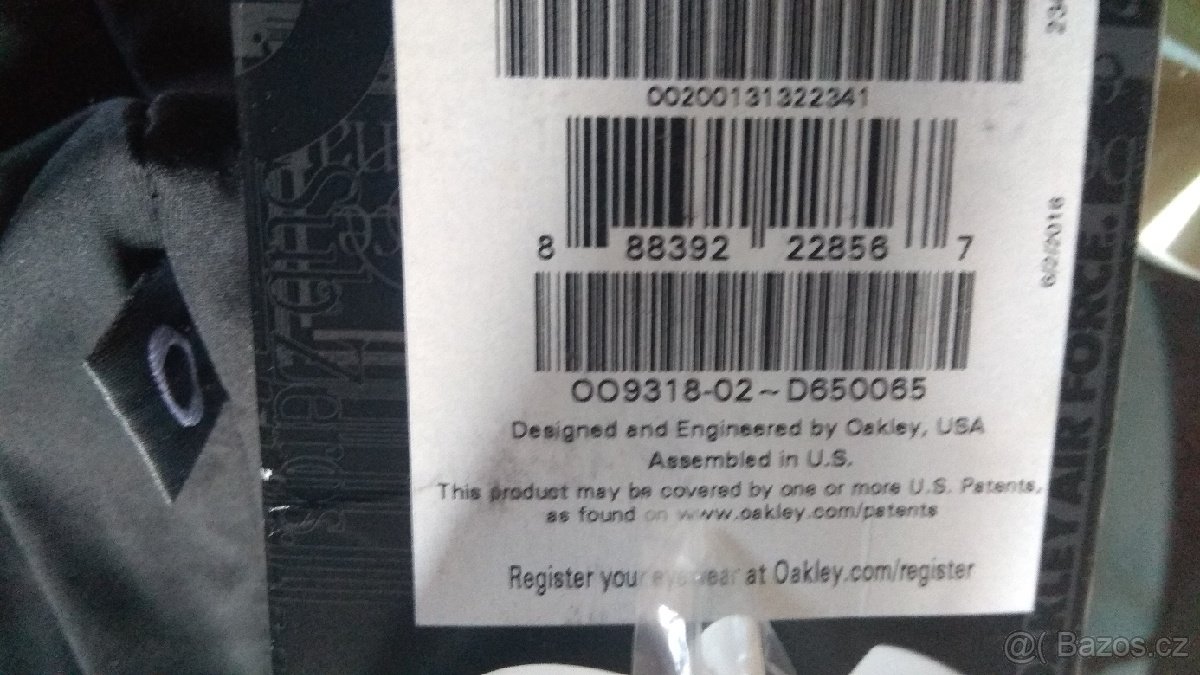 00200131322341
8 88392 22856 7
OO9318-02~D650065
Designed and Engineered by Oakley, USA
Assembled in U.S.
This product may be covered by one or more U.S. Patents,
as found on www.oakley.com/patents
Register your eyewear at Oakley.com/register
234
6/2/2016
AIR FORCE.
@( Bazos.cz